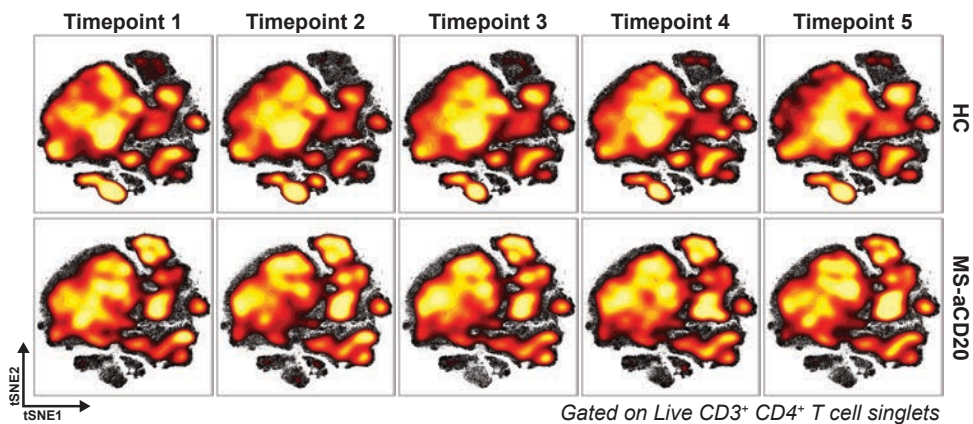 Timepoint 1 Timepoint 2 Timepoint 3 Timepoint 4 Timepoint 5
HC
MS-aCD20
tSNE2
tSNE1
Gated on Live CD3⁺ CD4⁺ T cell singlets